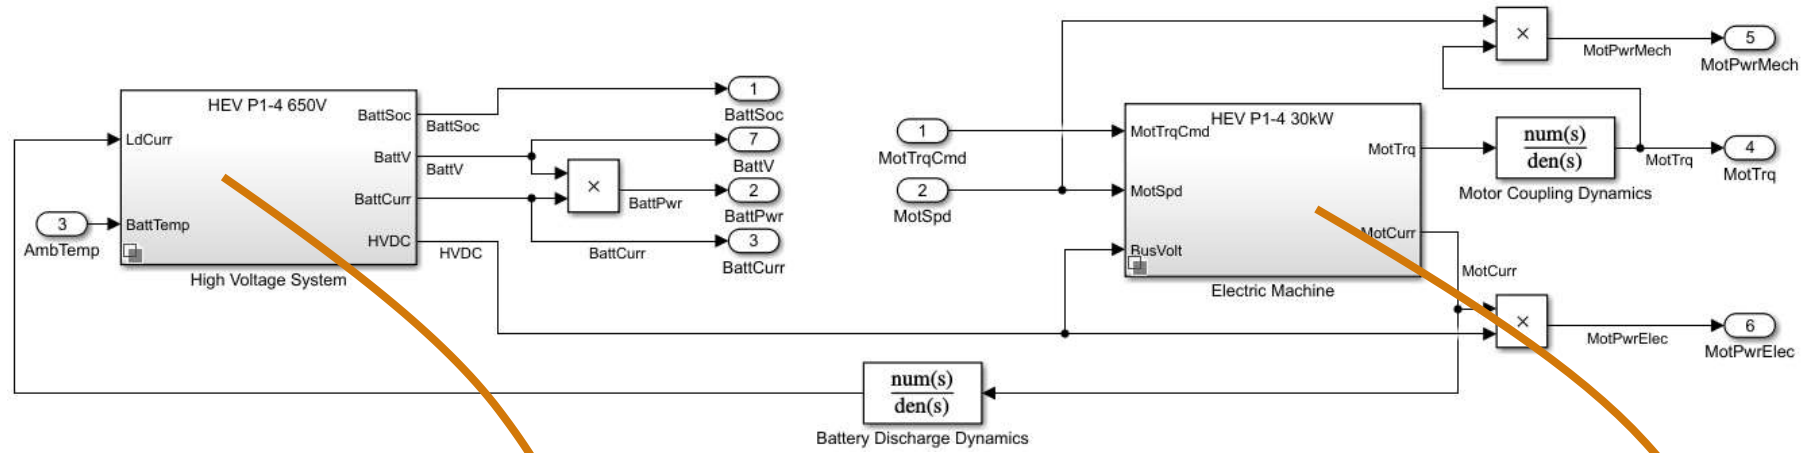 HEV P1-4 650V
LdCurr
BattTemp
BattSoc
BattV
BattCurr
HVDC
High Voltage System
3
AmbTemp
BattSoc
BattV
HVDC
×
BattPwr
BattCurr
1
BattSoc
7
BattV
2
BattPwr
3
BattCurr
1
MotTrqCmd
2
MotSpd
HEV P1-4 30kW
MotTrqCmd
MotSpd
BusVolt
MotTrq
MotCurr
Electric Machine
×
MotPwrMech
5
MotPwrMech
num(s)
den(s)
Motor Coupling Dynamics
MotTrq
4
MotTrq
MotCurr
×
MotPwrElec
6
MotPwrElec
num(s)
den(s)
Battery Discharge Dynamics